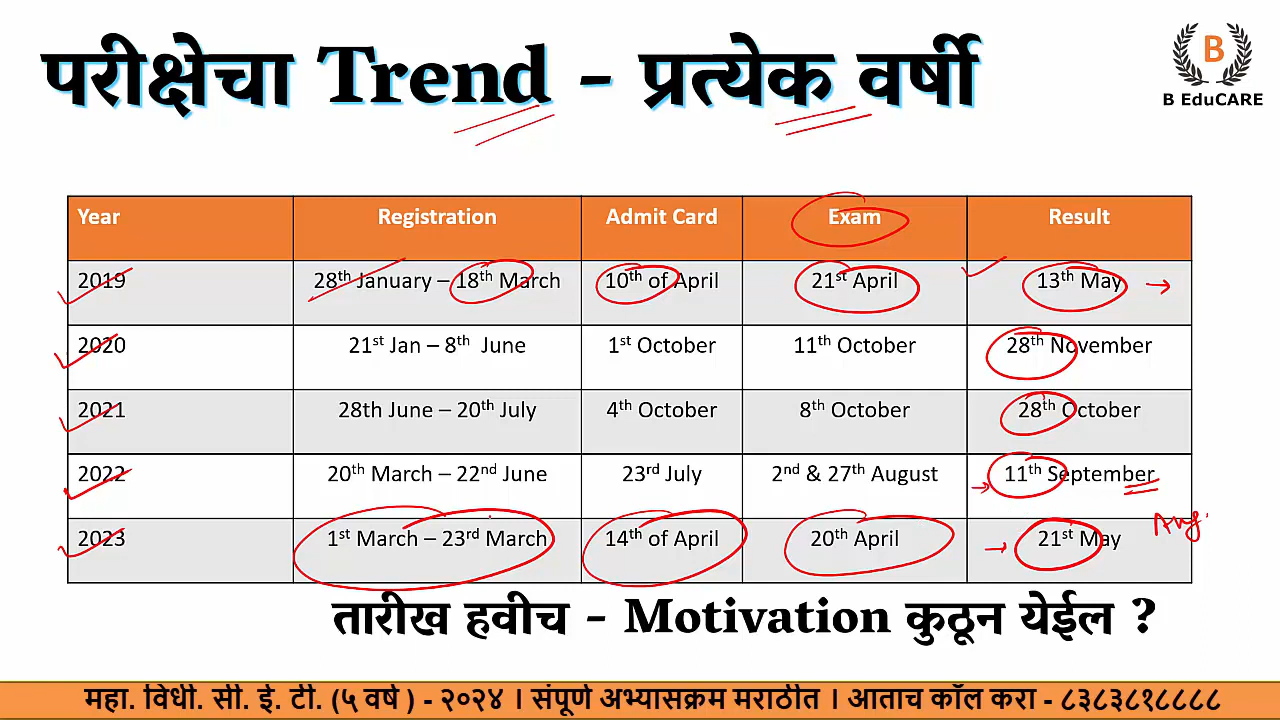 परीक्षेचा Trend - प्रत्येक वर्षी
B
B EduCARE
Year Registration Admit Card Exam Result
2019 28th January – 18th March 10th of April 21st April 13th May
2020 21st Jan – 8th June 1st October 11th October 28th November
2021 28th June – 20th July 4th October 8th October 28th October
2022 20th March – 22nd June 23rd July 2nd & 27th August 11th September
2023 1st March – 23rd March 14th of April 20th April 21st May
Aug.
तारीख हवीच - Motivation कुठून येईल ?
महा. विधी. सी. ई. टी. (५ वर्ष ) - २०२४ । संपूर्ण अभ्यासक्रम मराठीत । आताच कॉल करा - ८३८३८१८८८८